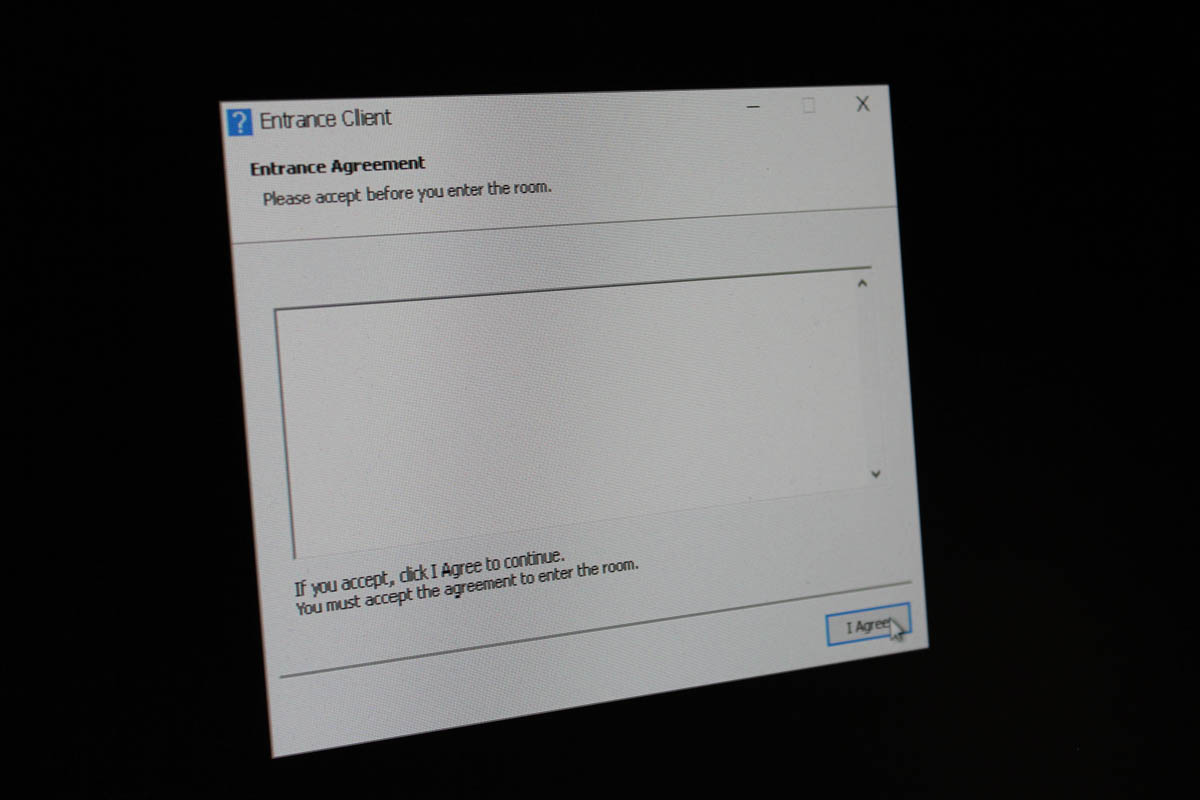 Entrance Client
Entrance Agreement
Please accept before you enter the room.
If you accept, click I Agree to continue.
You must accept the agreement to enter the room.
I Agree